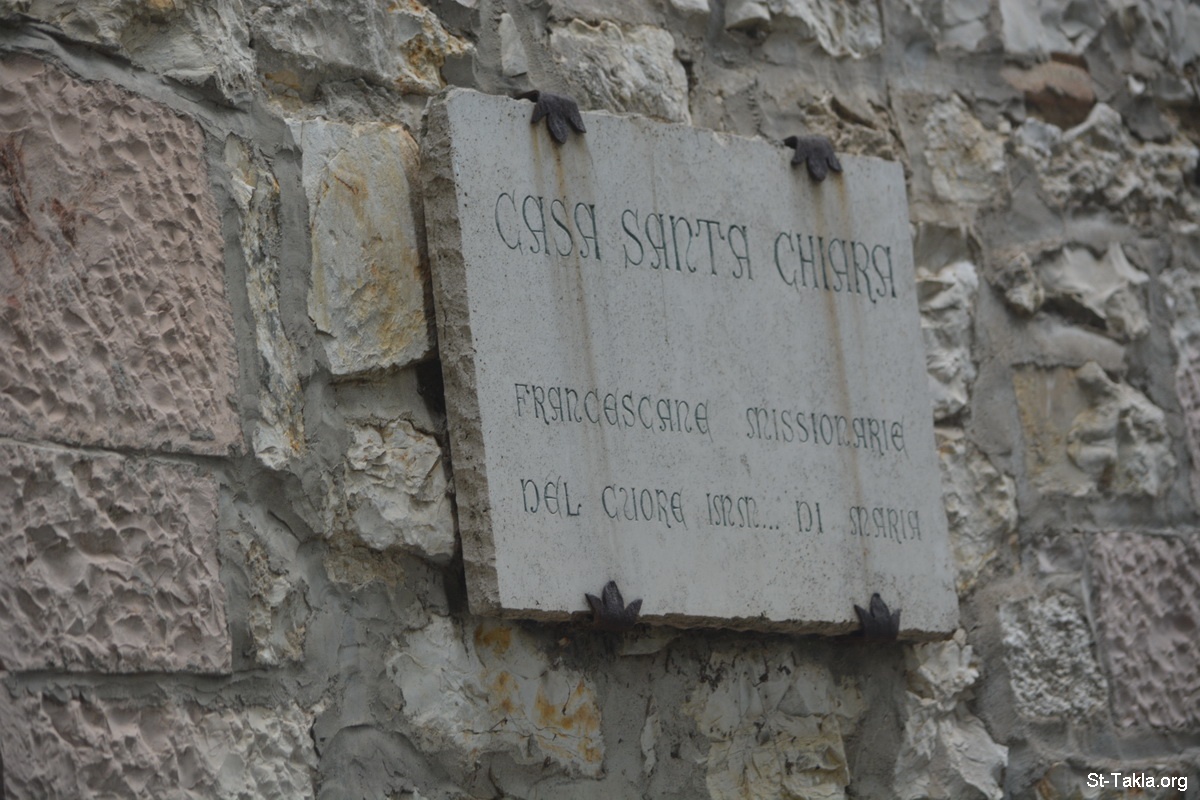 CASA SANTA CHIARA
FRANCESCANE MISSIONARIE
DEL CUORE IMM... DI MARIA
St-Takla.org